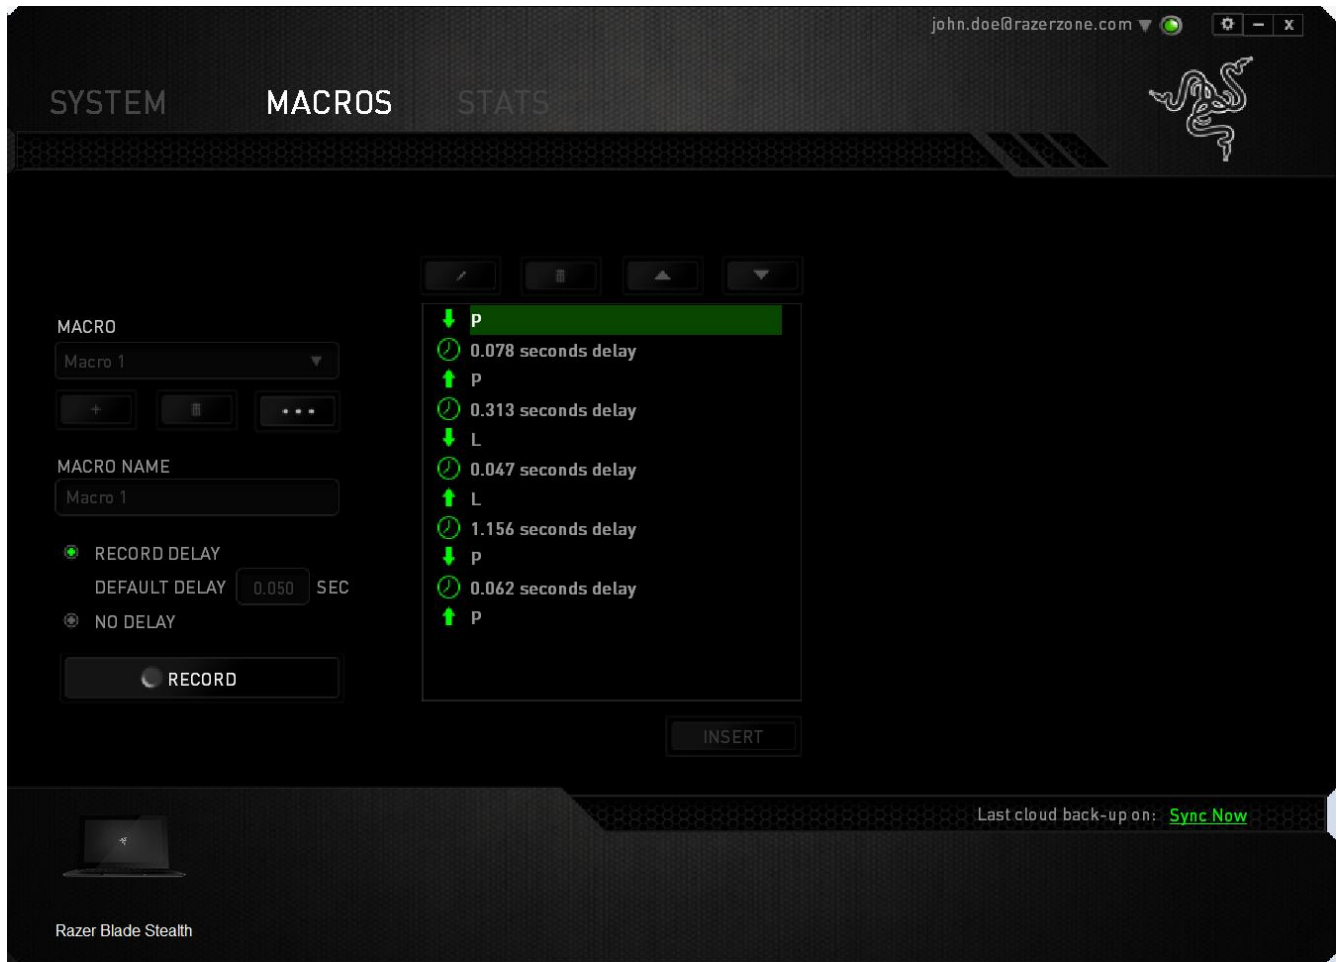 john.doe@razerzone.com
SYSTEM MACROS STATS
MACRO
Macro 1
MACRO NAME
Macro 1
RECORD DELAY
DEFAULT DELAY 0.050 SEC
NO DELAY
RECORD
P
0.078 seconds delay
P
0.313 seconds delay
L
0.047 seconds delay
L
1.156 seconds delay
P
0.062 seconds delay
P
INSERT
Last cloud back-up on: Sync Now
Razer Blade Stealth